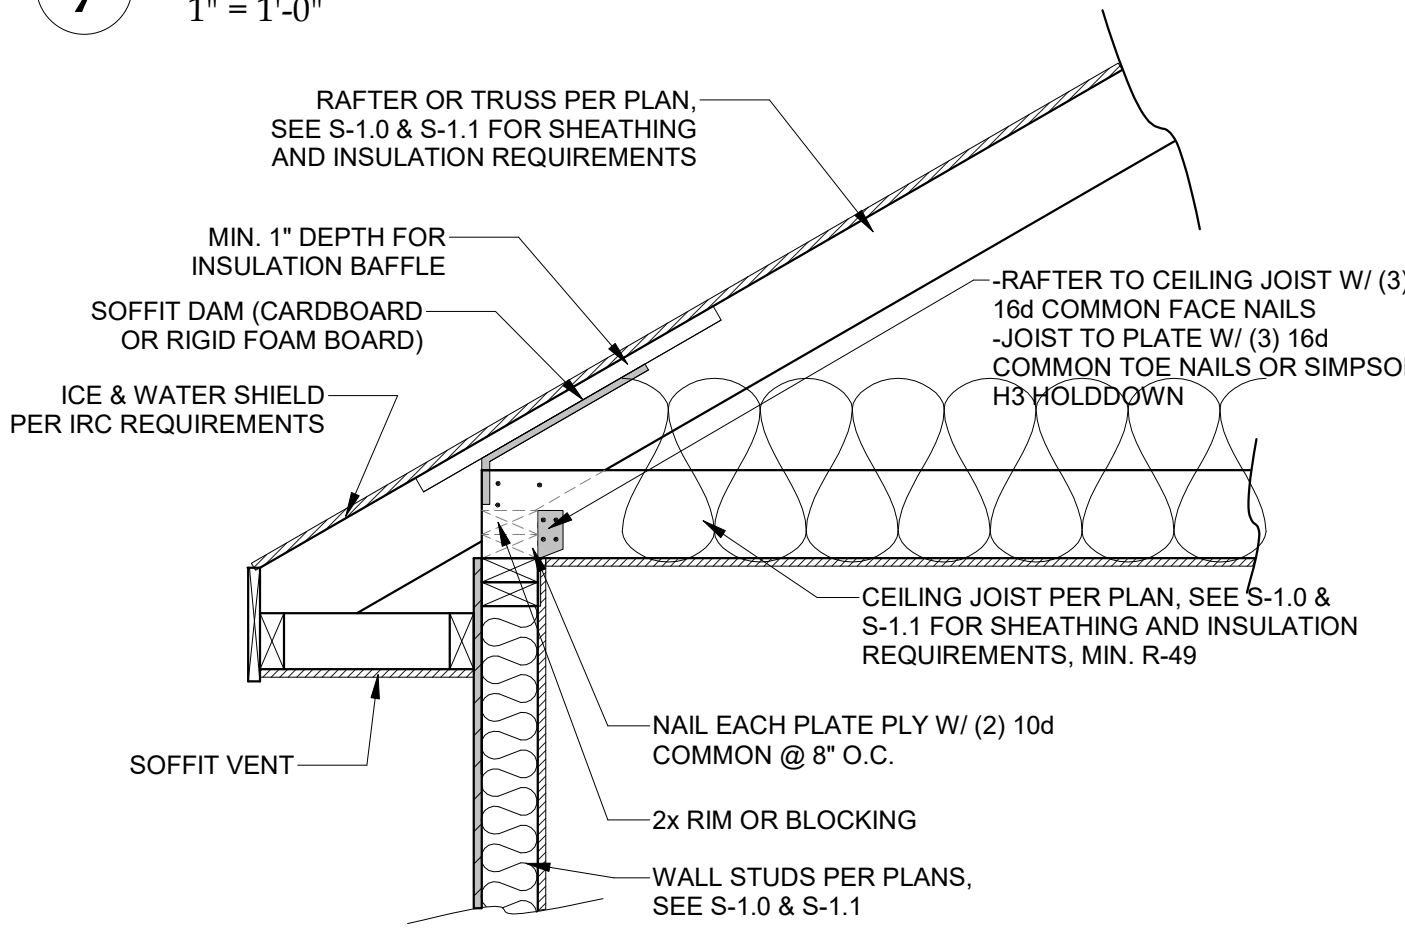 1" = 1'-0"
RAFTER OR TRUSS PER PLAN,
SEE S-1.0 & S-1.1 FOR SHEATHING
AND INSULATION REQUIREMENTS
MIN. 1" DEPTH FOR
INSULATION BAFFLE
SOFFIT DAM (CARDBOARD
OR RIGID FOAM BOARD)
ICE & WATER SHIELD
PER IRC REQUIREMENTS
-RAFTER TO CEILING JOIST W/ (3)
16d COMMON FACE NAILS
-JOIST TO PLATE W/ (3) 16d
COMMON TOE NAILS OR SIMPSO
H3 HOLDDOWN
CEILING JOIST PER PLAN, SEE S-1.0 &
S-1.1 FOR SHEATHING AND INSULATION
REQUIREMENTS, MIN. R-49
NAIL EACH PLATE PLY W/ (2) 10d
COMMON @ 8" O.C.
SOFFIT VENT
2x RIM OR BLOCKING
WALL STUDS PER PLANS,
SEE S-1.0 & S-1.1